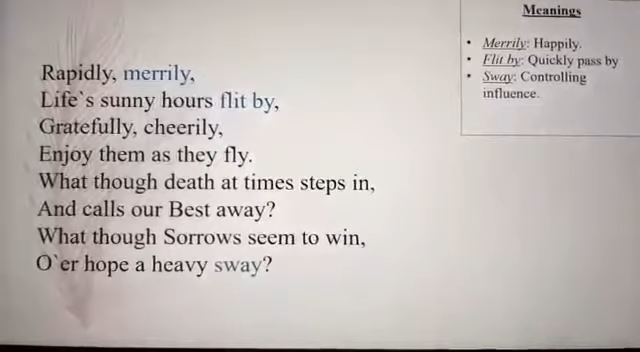 Rapidly, merrily,
Life`s sunny hours flit by,
Gratefully, cheerily,
Enjoy them as they fly.
What though death at times steps in,
And calls our Best away?
What though Sorrows seem to win,
O`er hope a heavy sway?
Meanings
• Merrily: Happily.
• Flit by: Quickly pass by
• Sway: Controlling
influence.